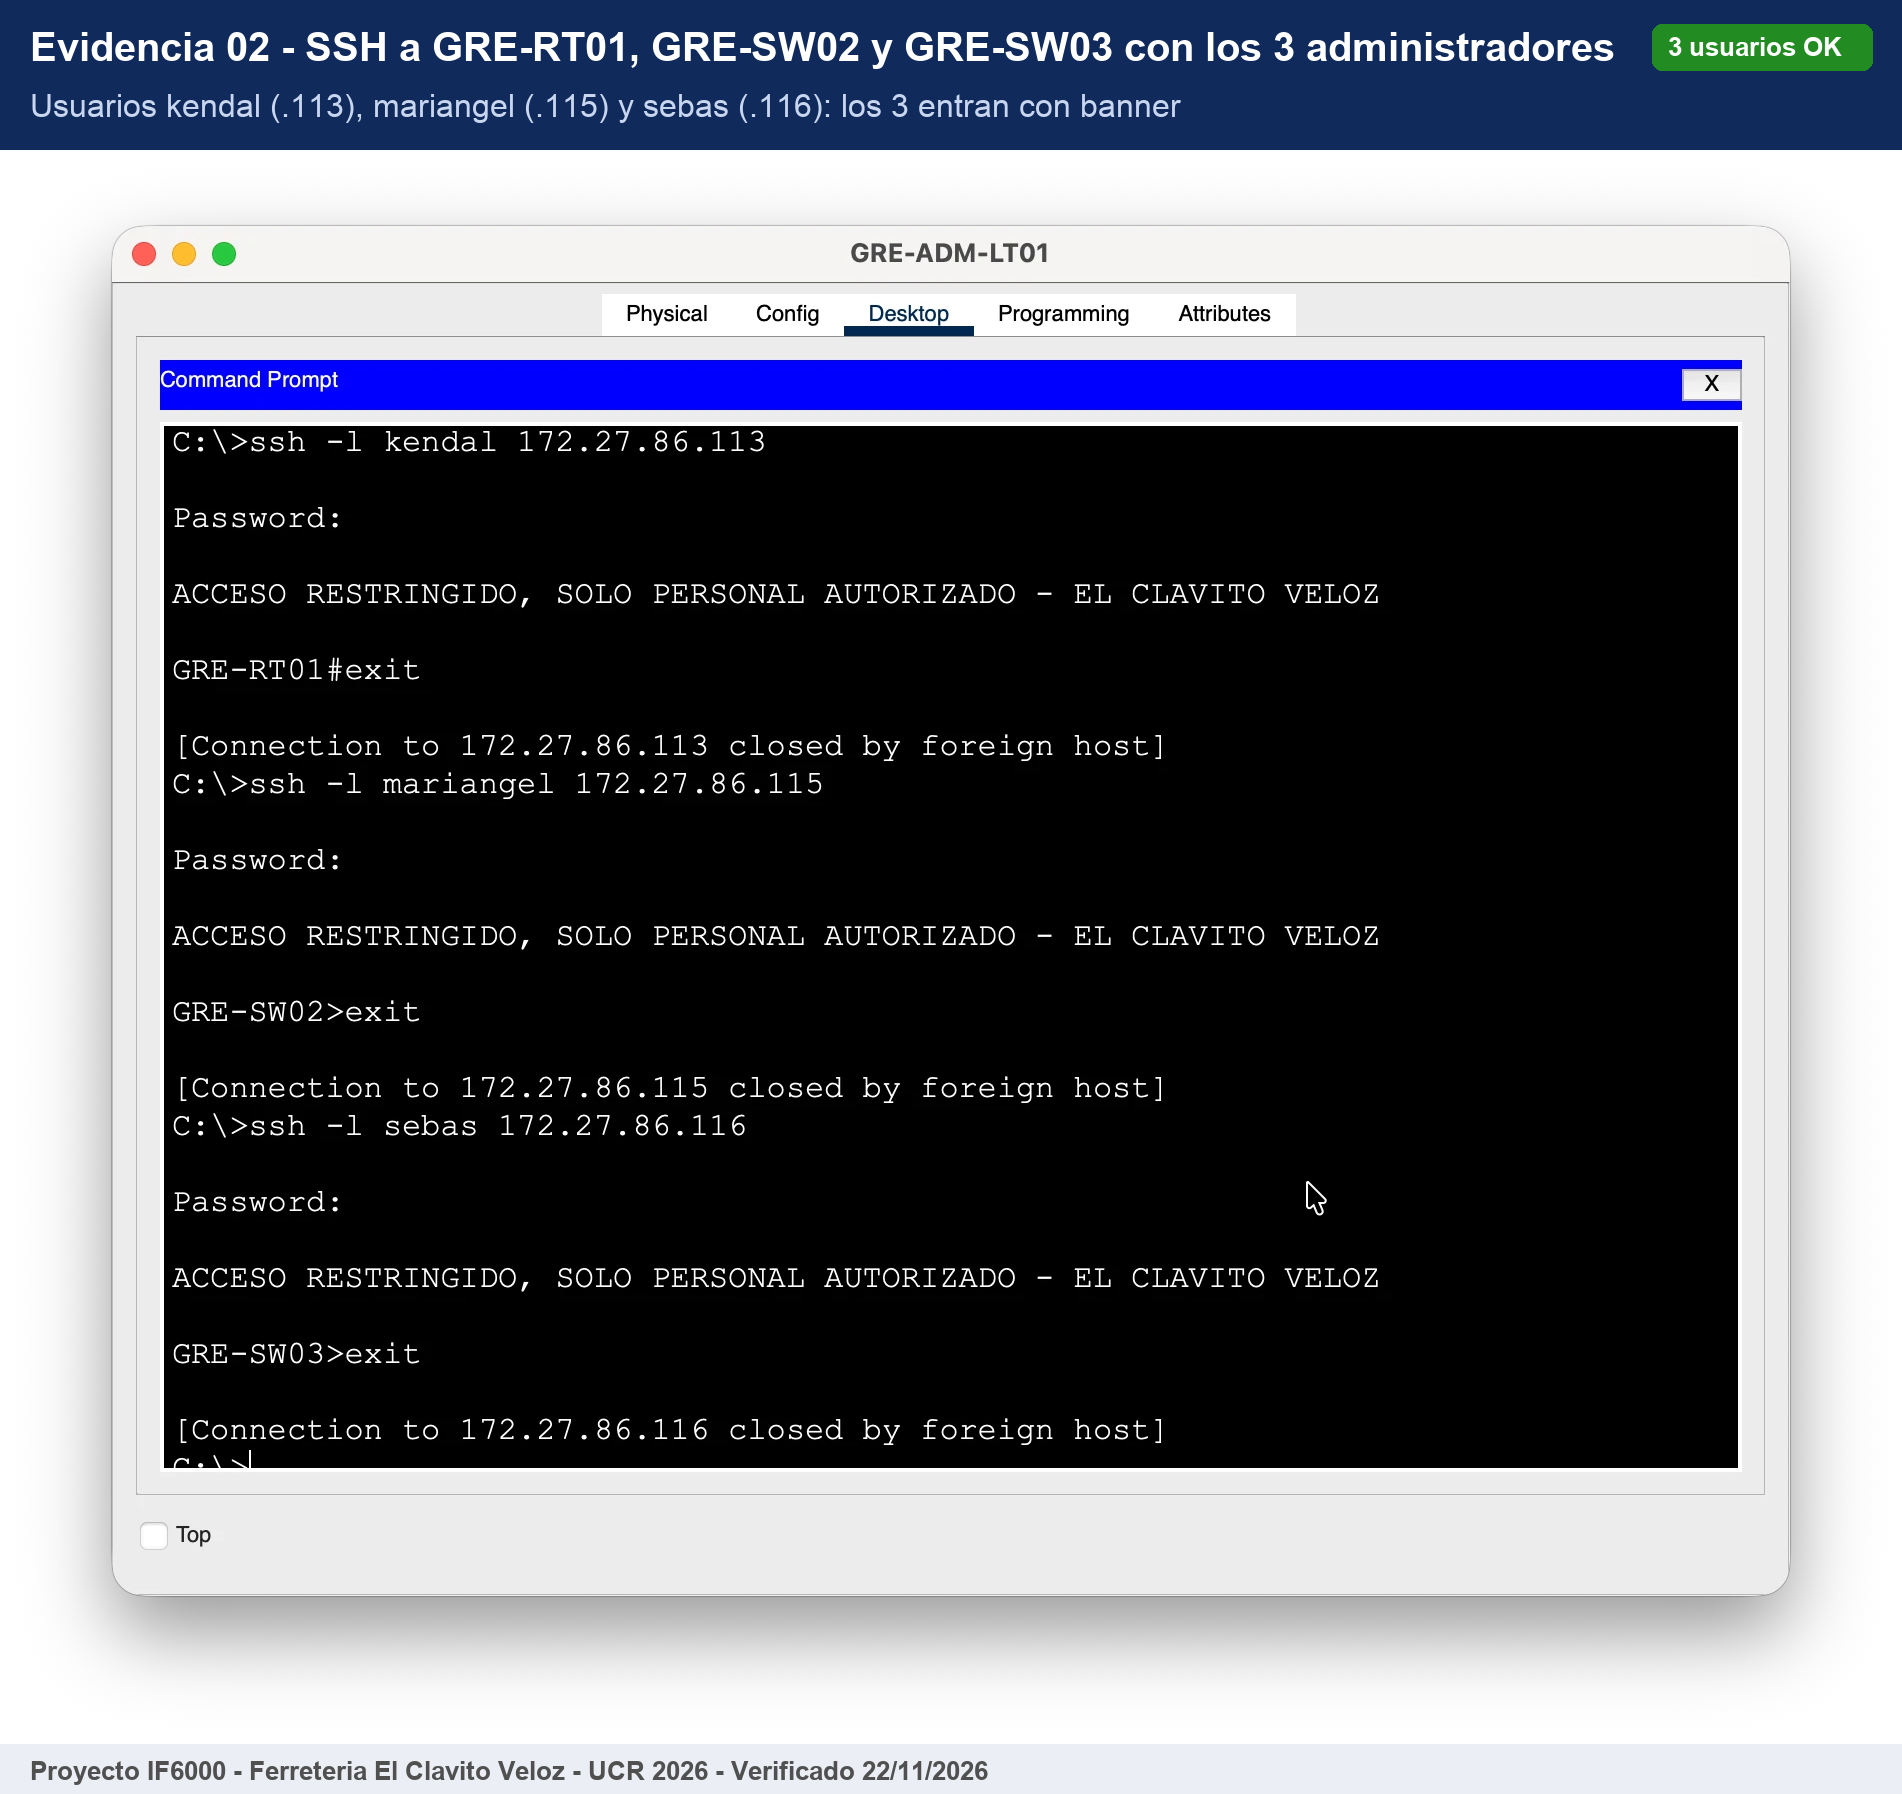 Evidencia 02 - SSH a GRE-RT01, GRE-SW02 y GRE-SW03 con los 3 administradores
3 usuarios OK
Usuarios kendal (.113), mariangel (.115) y sebas (.116): los 3 entran con banner
GRE-ADM-LT01
Physical Config Desktop Programming Attributes
Command Prompt
X
C:\>ssh -l kendal 172.27.86.113
Password:
ACCESO RESTRINGIDO, SOLO PERSONAL AUTORIZADO - EL CLAVITO VELOZ
GRE-RT01#exit
[Connection to 172.27.86.113 closed by foreign host]
C:\>ssh -l mariangel 172.27.86.115
Password:
ACCESO RESTRINGIDO, SOLO PERSONAL AUTORIZADO - EL CLAVITO VELOZ
GRE-SW02>exit
[Connection to 172.27.86.115 closed by foreign host]
C:\>ssh -l sebas 172.27.86.116
Password:
ACCESO RESTRINGIDO, SOLO PERSONAL AUTORIZADO - EL CLAVITO VELOZ
GRE-SW03>exit
[Connection to 172.27.86.116 closed by foreign host]
C:\>
Top
Proyecto IF6000 - Ferreteria El Clavito Veloz - UCR 2026 - Verificado 22/11/2026